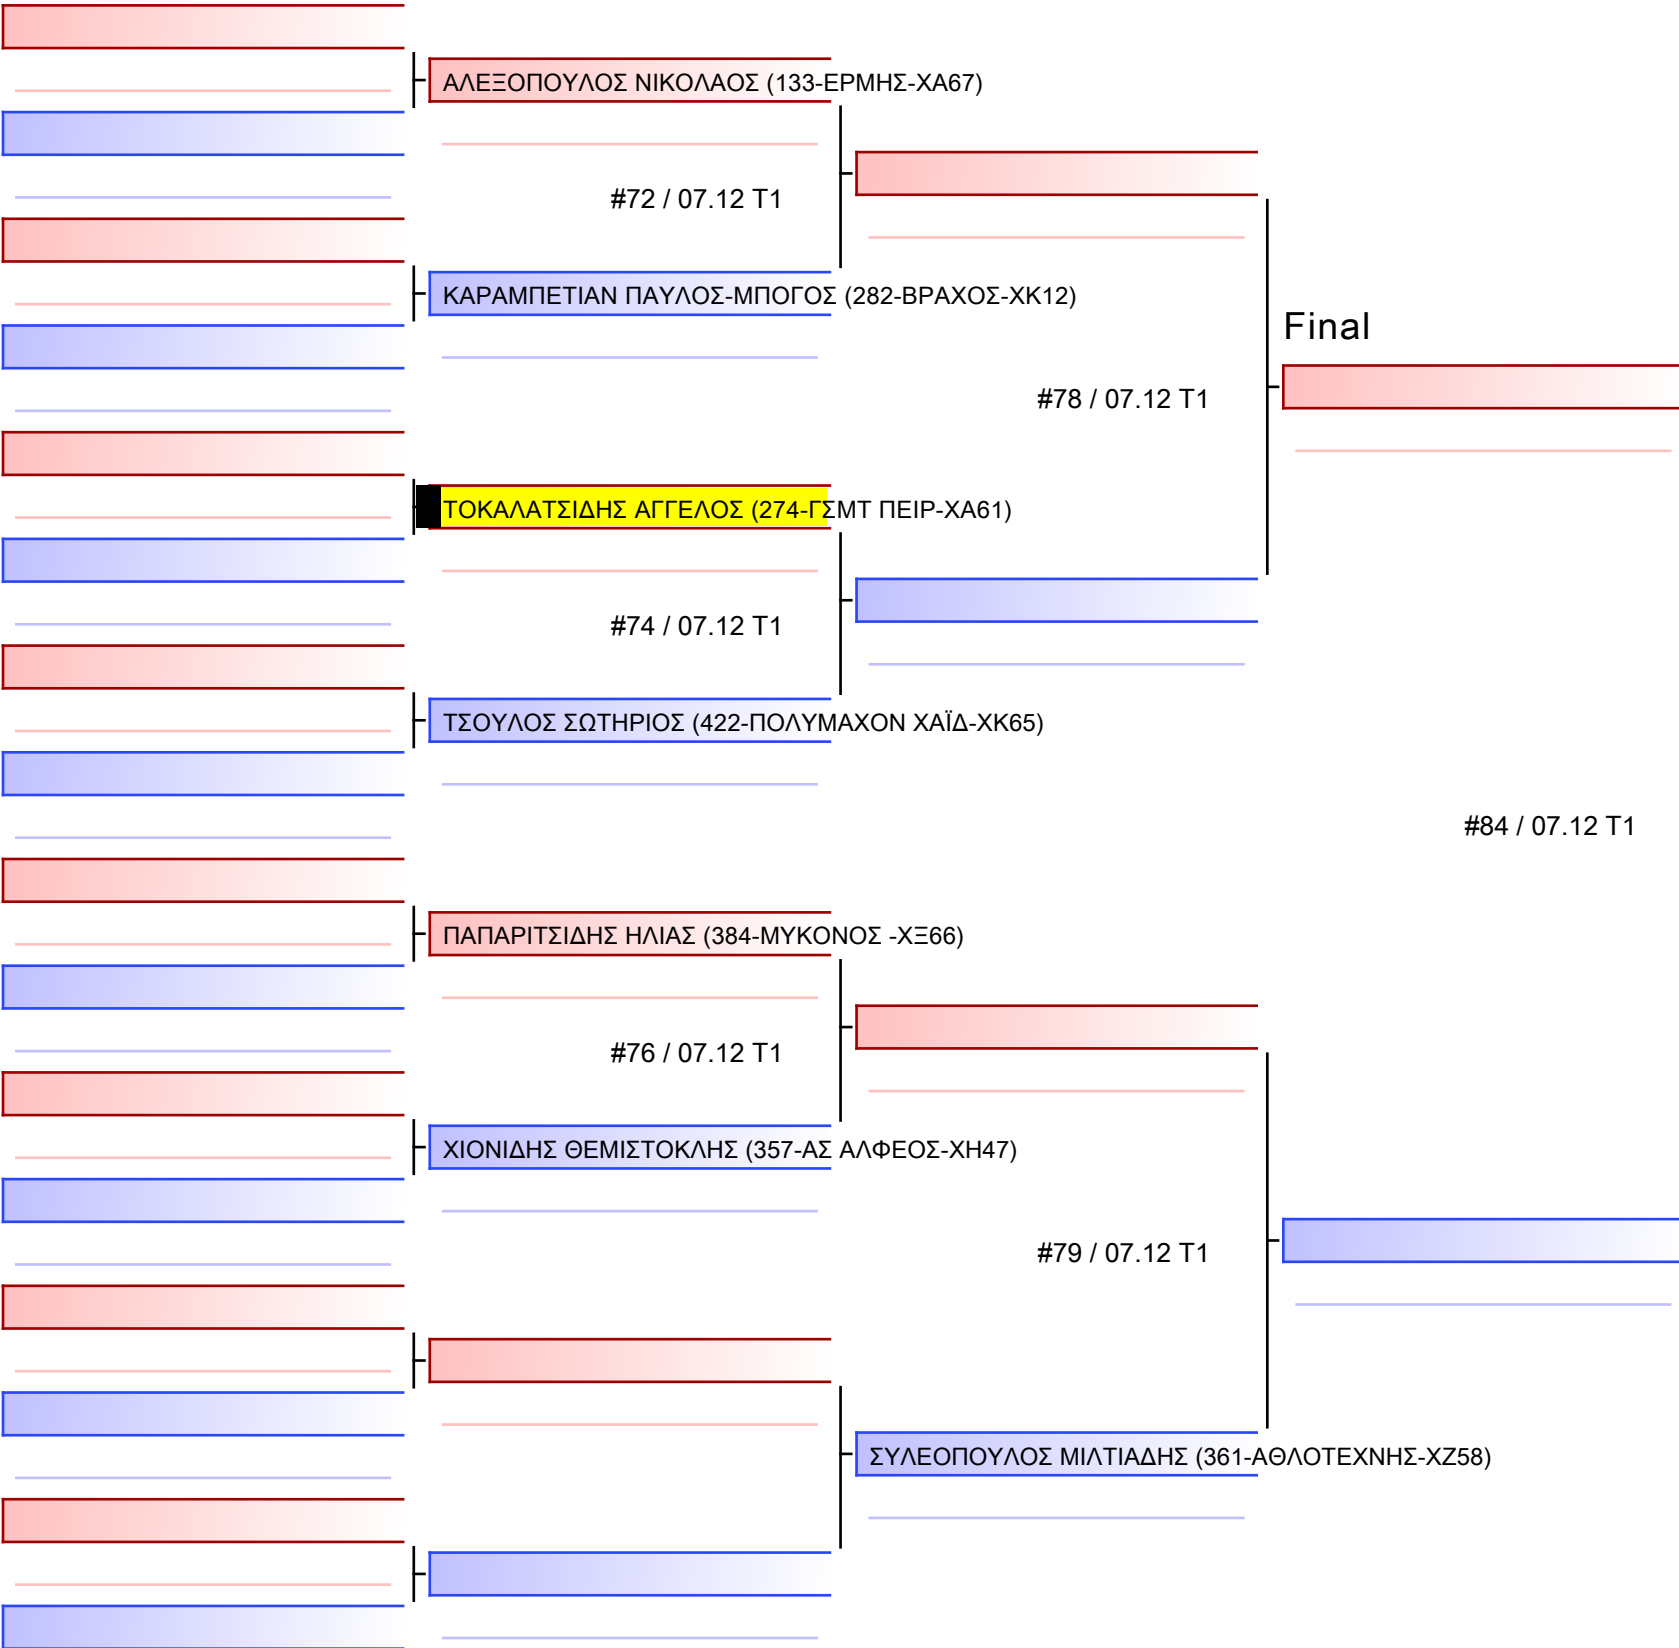 ΑΛΕΞΟΠΟΥΛΟΣ ΝΙΚΟΛΑΟΣ (133-ΕΡΜΗΣ-ΧΑ67)
#72 / 07.12 T1
ΚΑΡΑΜΠΕΤΙΑΝ ΠΑΥΛΟΣ-ΜΠΟΓΟΣ (282-ΒΡΑΧΟΣ-ΧΚ12)
Final
#78 / 07.12 T1
ΤΟΚΑΛΑΤΣΙΔΗΣ ΑΓΓΕΛΟΣ (274-ΓΣΜΤ ΠΕΙΡ-ΧΑ61)
#74 / 07.12 T1
ΤΣΟΥΛΟΣ ΣΩΤΗΡΙΟΣ (422-ΠΟΛΥΜΑΧΟΝ ΧΑΪΔ-ΧΚ65)
#84 / 07.12 T1
ΠΑΠΑΡΙΤΣΙΔΗΣ ΗΛΙΑΣ (384-ΜΥΚΟΝΟΣ -ΧΞ66)
#76 / 07.12 T1
ΧΙΟΝΙΔΗΣ ΘΕΜΙΣΤΟΚΛΗΣ (357-ΑΣ ΑΛΦΕΟΣ-ΧΗ47)
#79 / 07.12 T1
ΣΥΛΕΟΠΟΥΛΟΣ ΜΙΛΤΙΑΔΗΣ (361-ΑΘΛΟΤΕΧΝΗΣ-ΧΖ58)